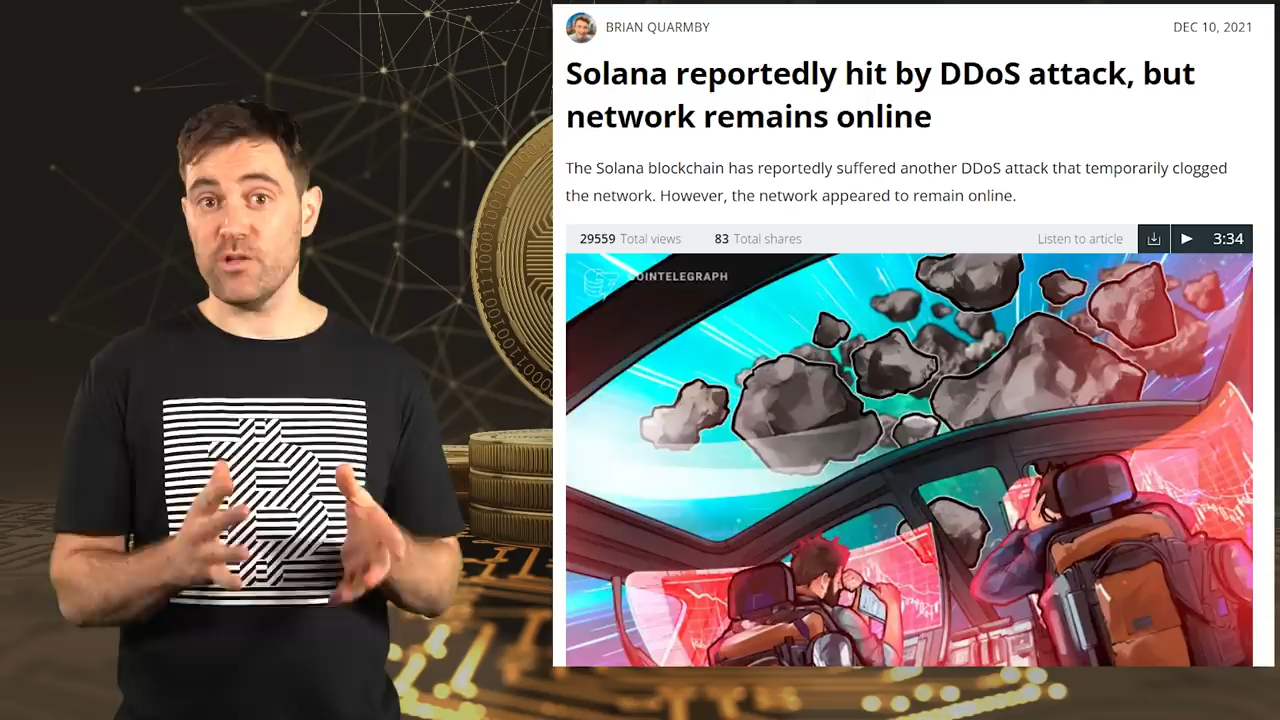 BRIAN QUARMBY
DEC 10, 2021
Solana reportedly hit by DDoS attack, but
network remains online
The Solana blockchain has reportedly suffered another DDoS attack that temporarily clogged
the network. However, the network appeared to remain online.
29559 Total views 83 Total shares Listen to article 3:34
COINTELEGRAPH